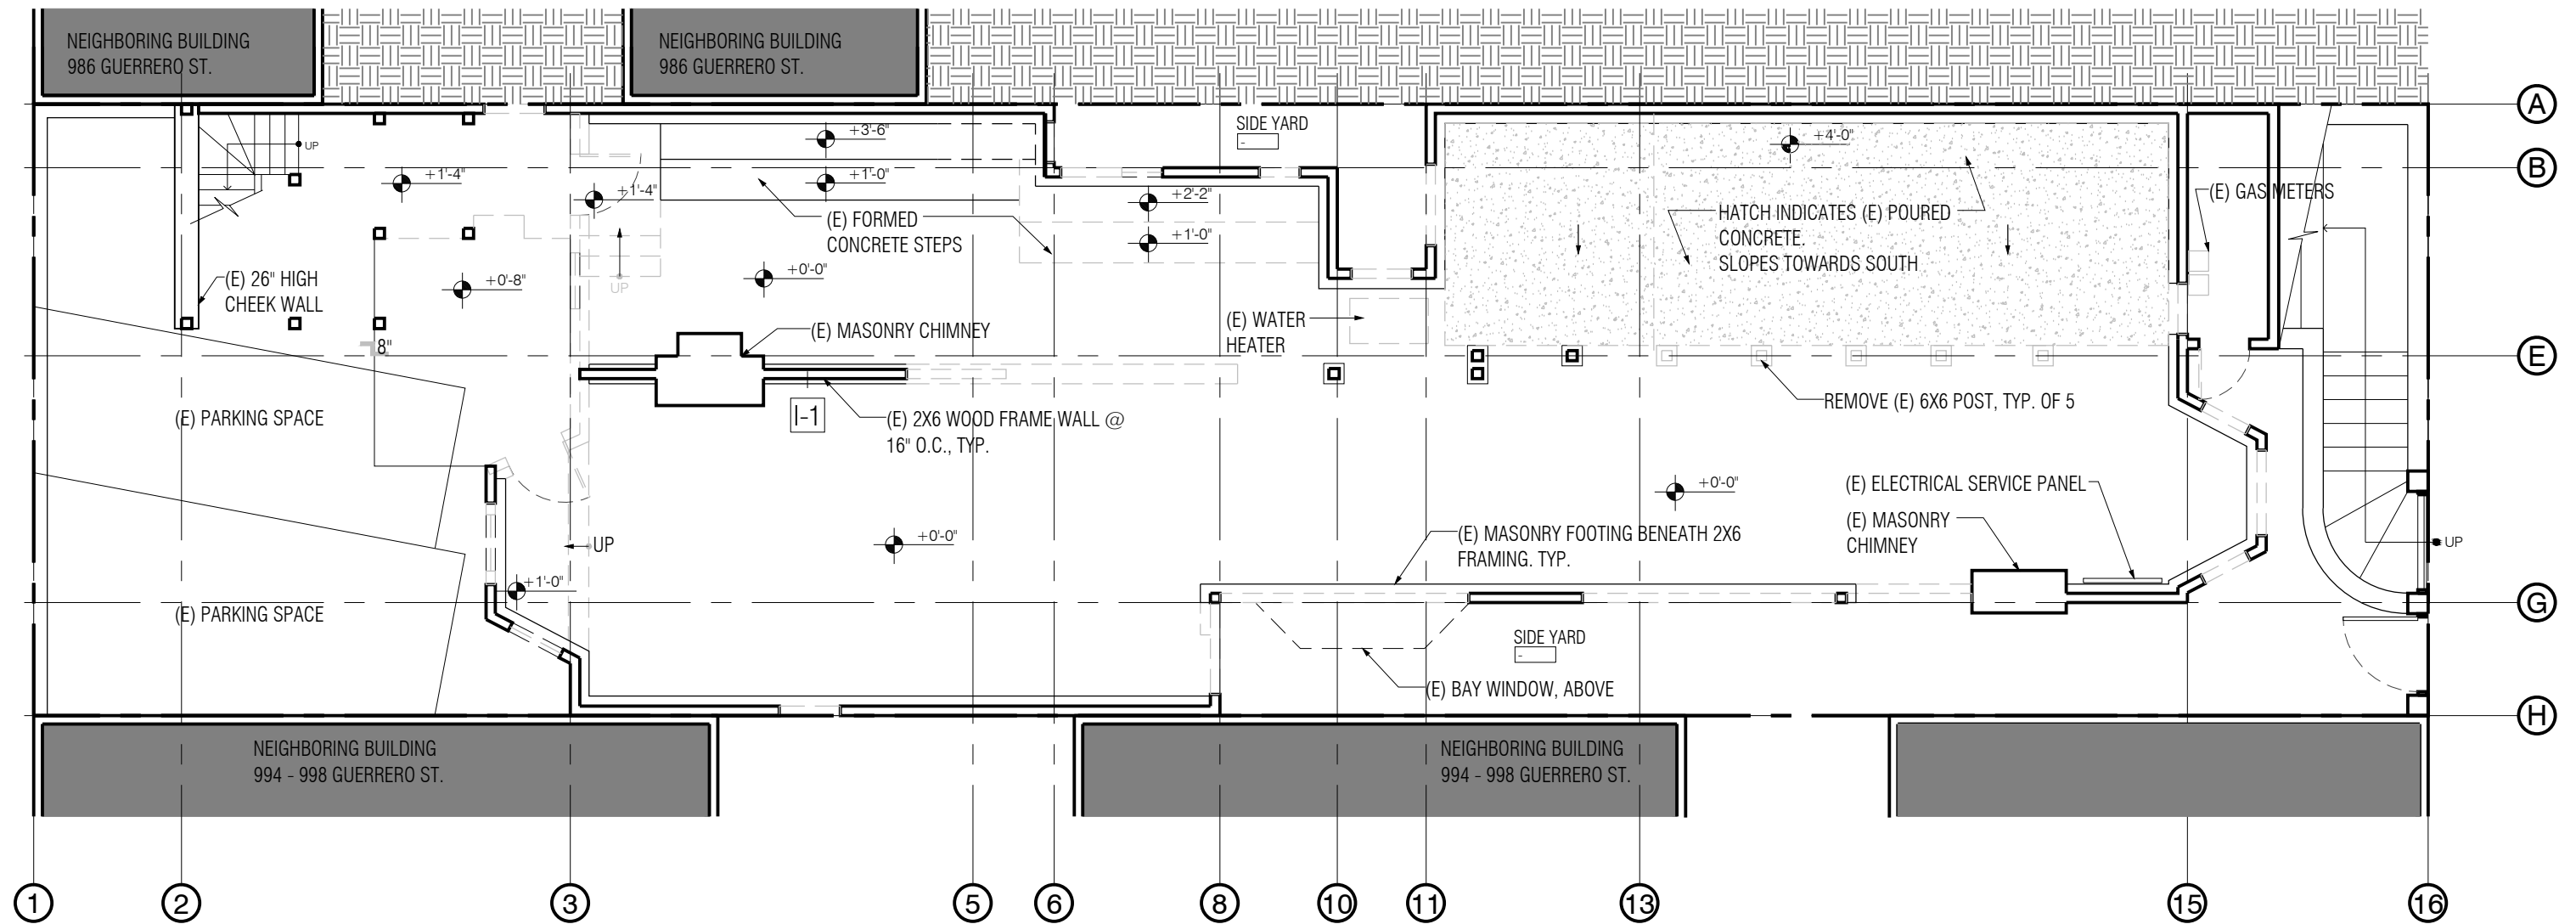 NEIGHBORING BUILDING
986 GUERRERO ST.
NEIGHBORING BUILDING
986 GUERRERO ST.
A
SIDE YARD
-
+3'-6"
+4'-0"
UP
B
+1'-4"
+1'-4"
+1'-0"
+2'-2"
(E) GAS METERS
(E) FORMED
CONCRETE STEPS
HATCH INDICATES (E) POURED
CONCRETE.
SLOPES TOWARDS SOUTH
+1'-0"
(E) 26" HIGH
CHEEK WALL
+0'-8"
+0'-0"
UP
(E) WATER
HEATER
(E) MASONRY CHIMNEY
8"
E
REMOVE (E) 6X6 POST, TYP. OF 5
I-1
(E) PARKING SPACE
(E) 2X6 WOOD FRAME WALL @
16" O.C., TYP.
+0'-0"
(E) ELECTRICAL SERVICE PANEL
(E) MASONRY
CHIMNEY
(E) MASONRY FOOTING BENEATH 2X6
FRAMING. TYP.
+0'-0"
UP
UP
+1'-0"
(E) PARKING SPACE
G
SIDE YARD
-
(E) BAY WINDOW, ABOVE
H
NEIGHBORING BUILDING
994 - 998 GUERRERO ST.
NEIGHBORING BUILDING
994 - 998 GUERRERO ST.
1 2 3 5 6 8 10 11 13 15 16